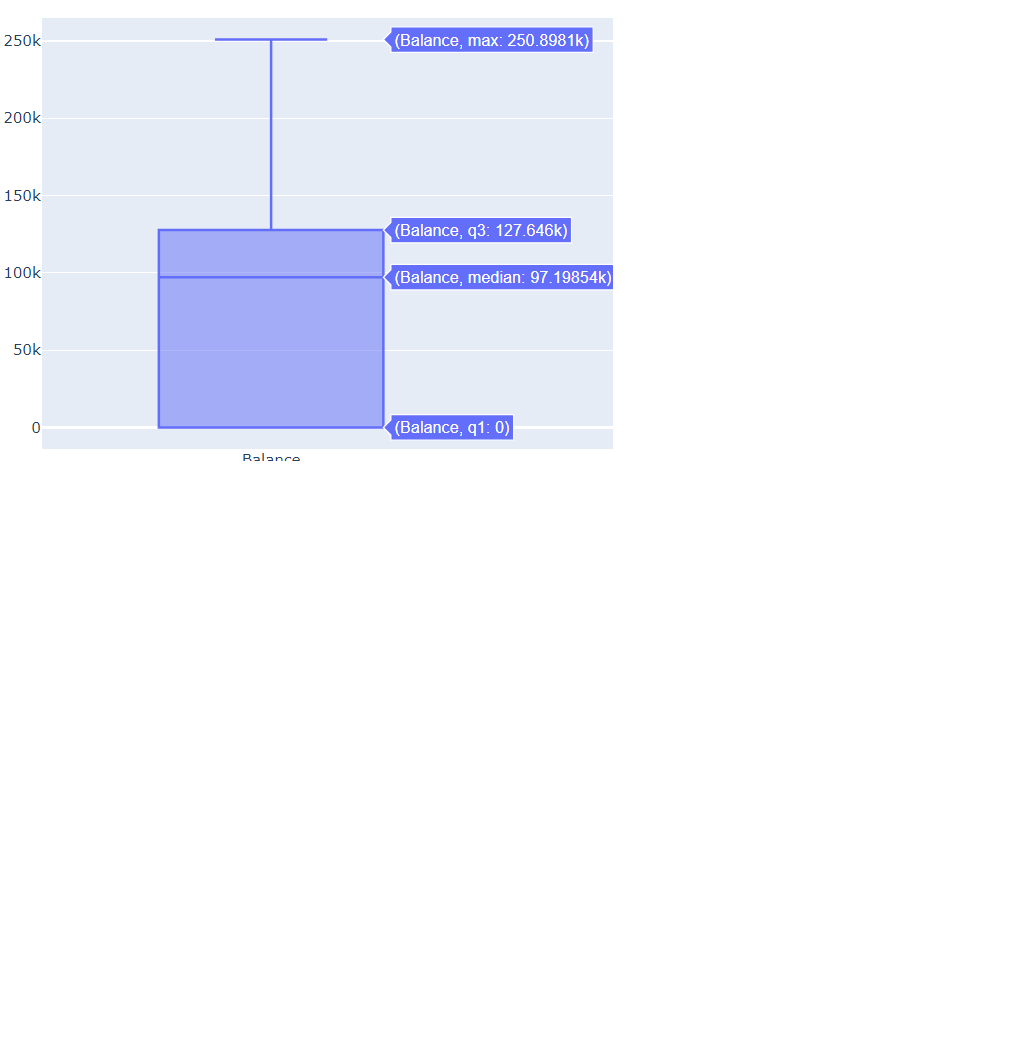 250k
(Balance, max: 250.8981k)
200k
150k
(Balance, q3: 127.646k)
100k
(Balance, median: 97.19854k)
50k
0
(Balance, q1: 0)
Balance